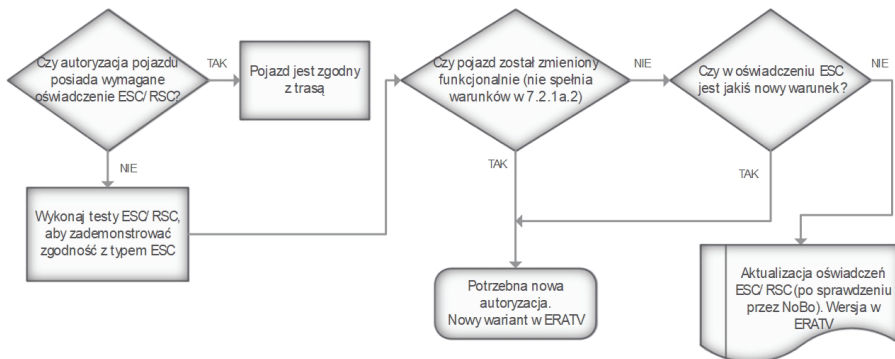 Czy autoryzacja pojazdu
posiada wymagane
oświadczenie ESC/ RSC?
TAK
Pojazd jest zgodny
z trasą
NIE
Wykonaj testy ESC/ RSC,
aby zademonstrować
zgodność z typem ESC
Czy pojazd został zmieniony
funkcjonalnie (nie spełnia
warunków w 7.2.1a.2)
NIE
TAK
Czy w oświadczeniu ESC
jest jakiś nowy warunek?
NIE
TAK
Potrzebna nowa
autoryzacja.
Nowy wariant w ERATV
Aktualizacja oświadczeń
ESC/ RSC (po sprawdzeniu
przez NoBo). Wersja w
ERATV